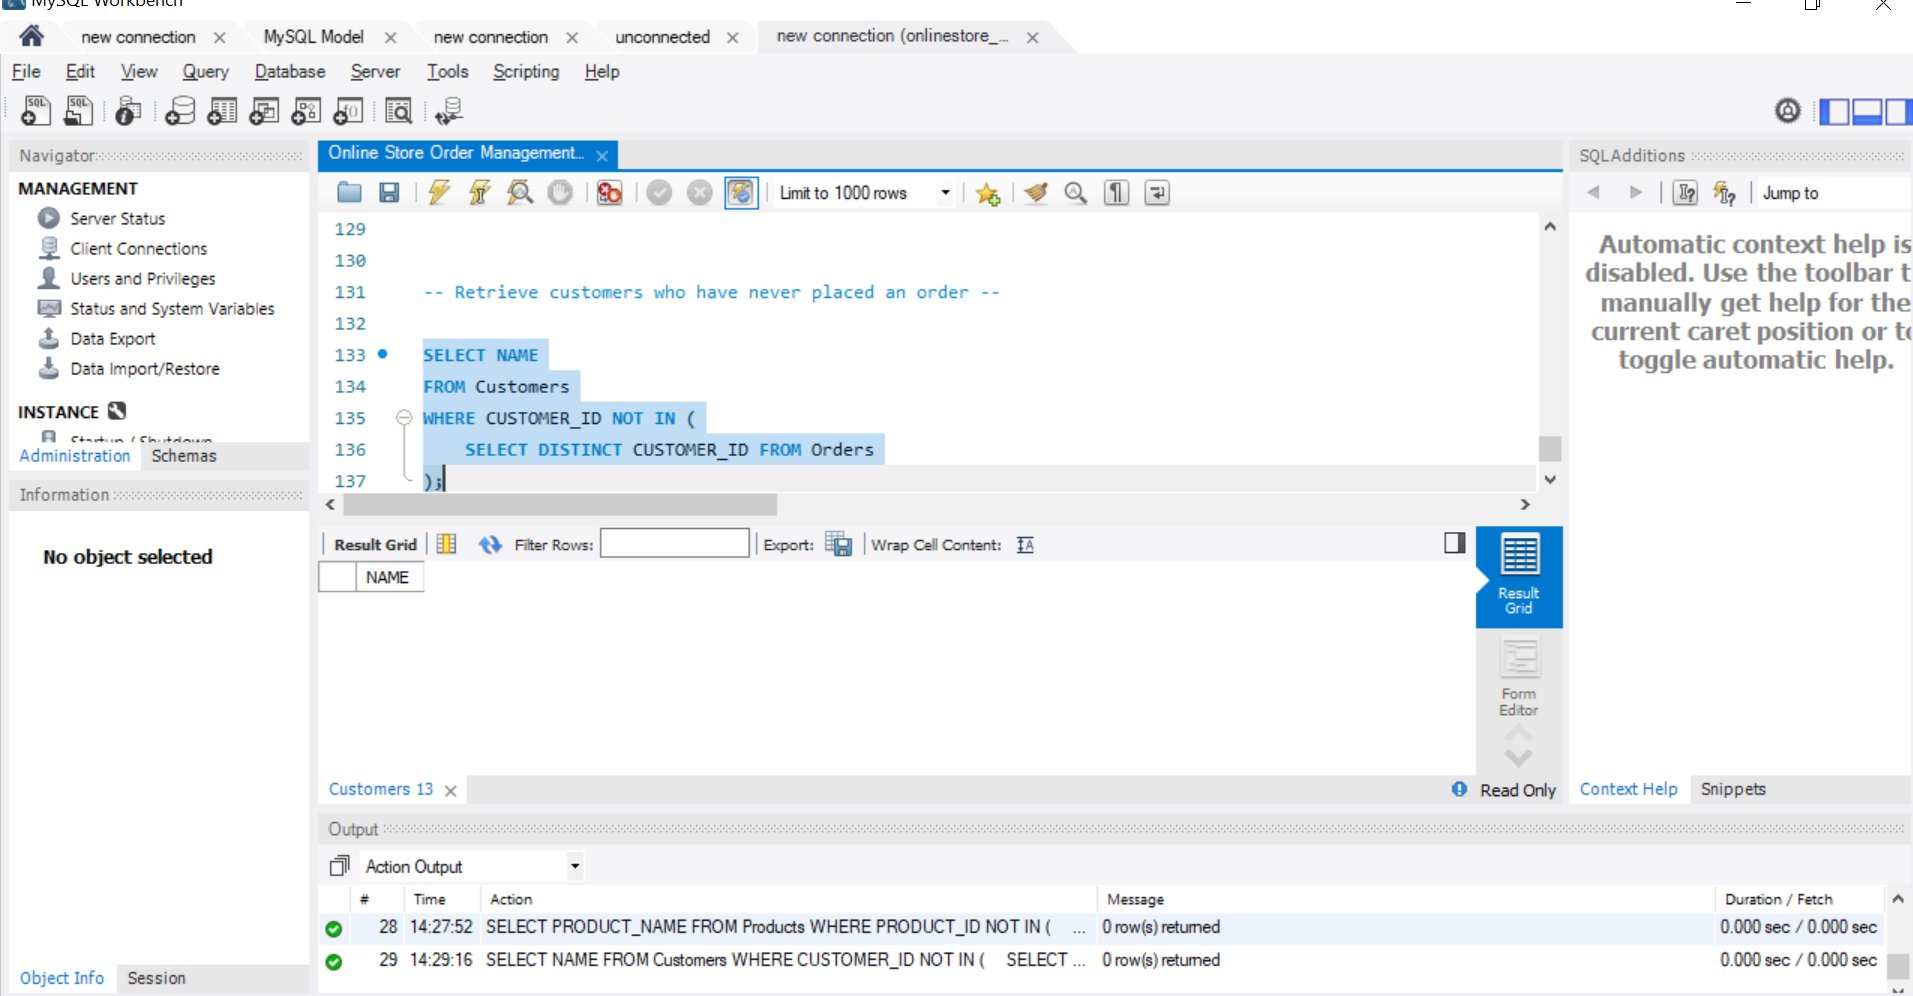 MySQL Workbench
new connection
MySQL Model
new connection
unconnected
new connection (onlinestore_...
File Edit View Query Database Server Tools Scripting Help
Navigator
MANAGEMENT
Server Status
Client Connections
Users and Privileges
Status and System Variables
Data Export
Data Import/Restore
INSTANCE
Startup / Shutdown
Administration Schemas
Information
No object selected
Object Info Session
Online Store Order Management...
Limit to 1000 rows
129
130
131 -- Retrieve customers who have never placed an order --
132
133 SELECT NAME
134 FROM Customers
135 WHERE CUSTOMER_ID NOT IN (
136 SELECT DISTINCT CUSTOMER_ID FROM Orders
137 );
Result Grid Filter Rows: Export: Wrap Cell Content: IA
NAME
Result
Grid
Form
Editor
Customers 13
Read Only
SQLAdditions
Jump to
Automatic context help is
disabled. Use the toolbar t
manually get help for the
current caret position or to
toggle automatic help.
Context Help Snippets
Output
Action Output
# Time Action Message Duration / Fetch
28 14:27:52 SELECT PRODUCT_NAME FROM Products WHERE PRODUCT_ID NOT IN ( ... 0 row(s) returned 0.000 sec / 0.000 sec
29 14:29:16 SELECT NAME FROM Customers WHERE CUSTOMER_ID NOT IN ( SELECT ... 0 row(s) returned 0.000 sec / 0.000 sec